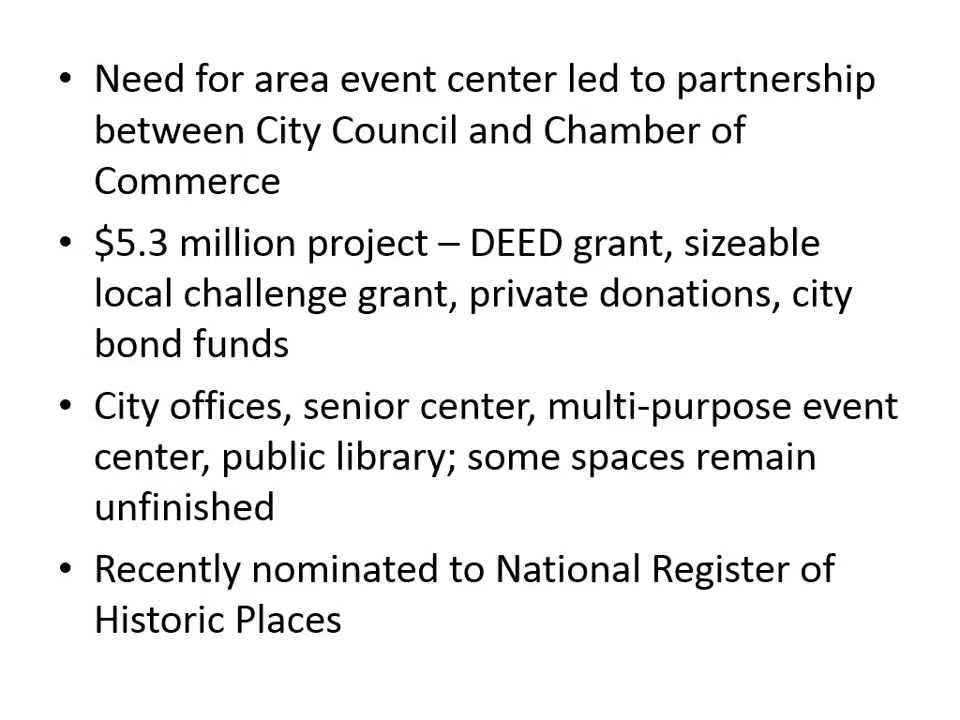 • Need for area event center led to partnership
between City Council and Chamber of
Commerce
• $5.3 million project – DEED grant, sizeable
local challenge grant, private donations, city
bond funds
• City offices, senior center, multi-purpose event
center, public library; some spaces remain
unfinished
• Recently nominated to National Register of
Historic Places